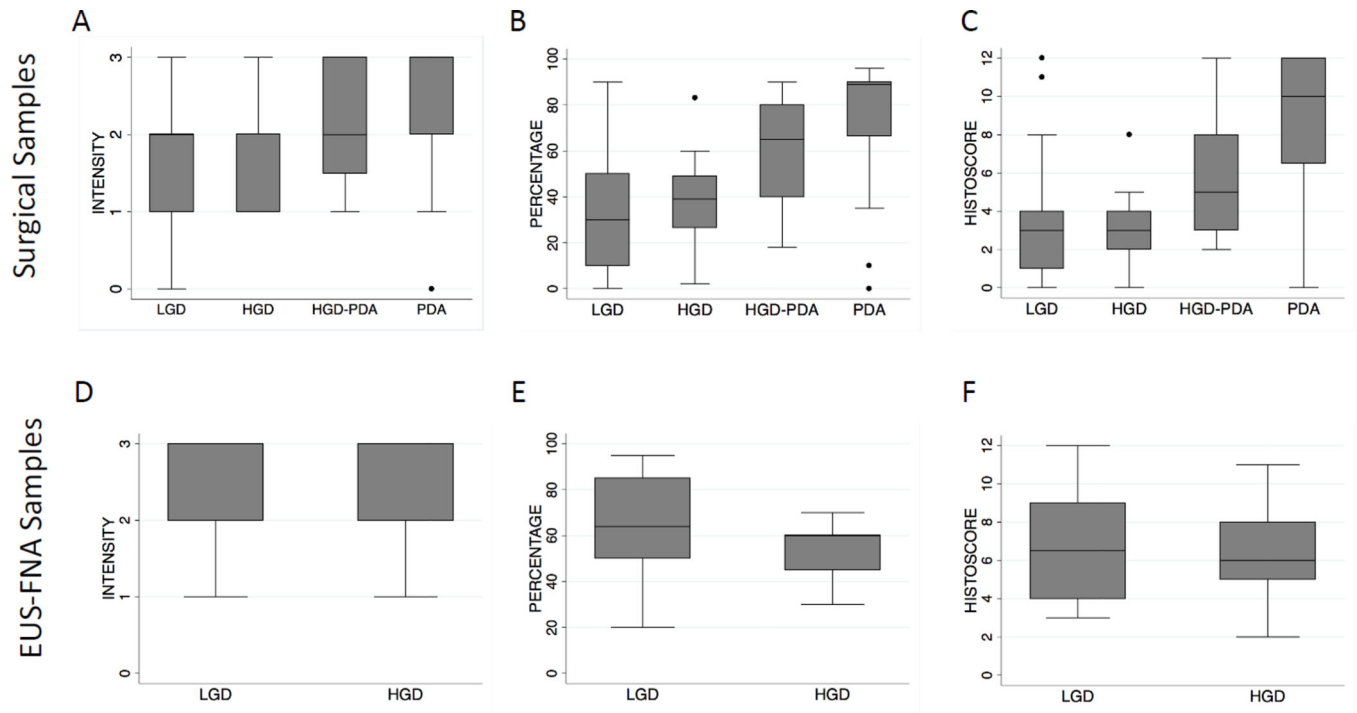 Surgical Samples
A
INTENSITY
3
2
1
0
LGD HGD HGD-PDA PDA
B
PERCENTAGE
100
80
60
40
20
0
LGD HGD HGD-PDA PDA
C
HISTOSCORE
12
10
8
6
4
2
0
LGD HGD HGD-PDA PDA
EUS-FNA Samples
D
INTENSITY
3
2
1
0
LGD HGD
E
PERCENTAGE
100
80
60
40
20
0
LGD HGD
F
HISTOSCORE
12
10
8
6
4
2
0
LGD HGD